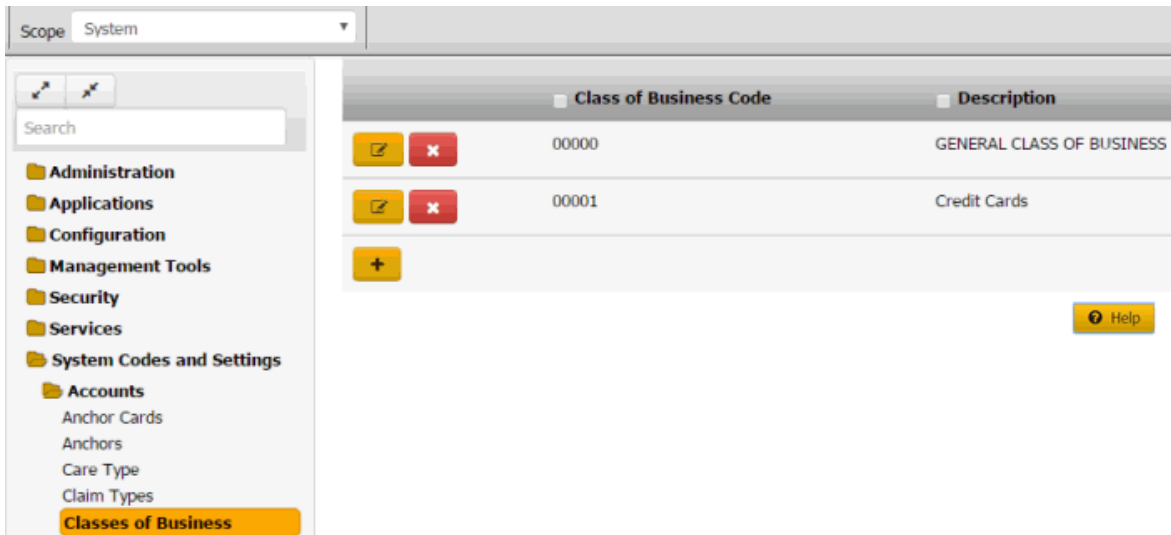 Scope System
Search
Administration
Applications
Configuration
Management Tools
Security
Services
System Codes and Settings
Accounts
Anchor Cards
Anchors
Care Type
Claim Types
Classes of Business
Class of Business Code Description
00000 GENERAL CLASS OF BUSINESS
00001 Credit Cards
Help